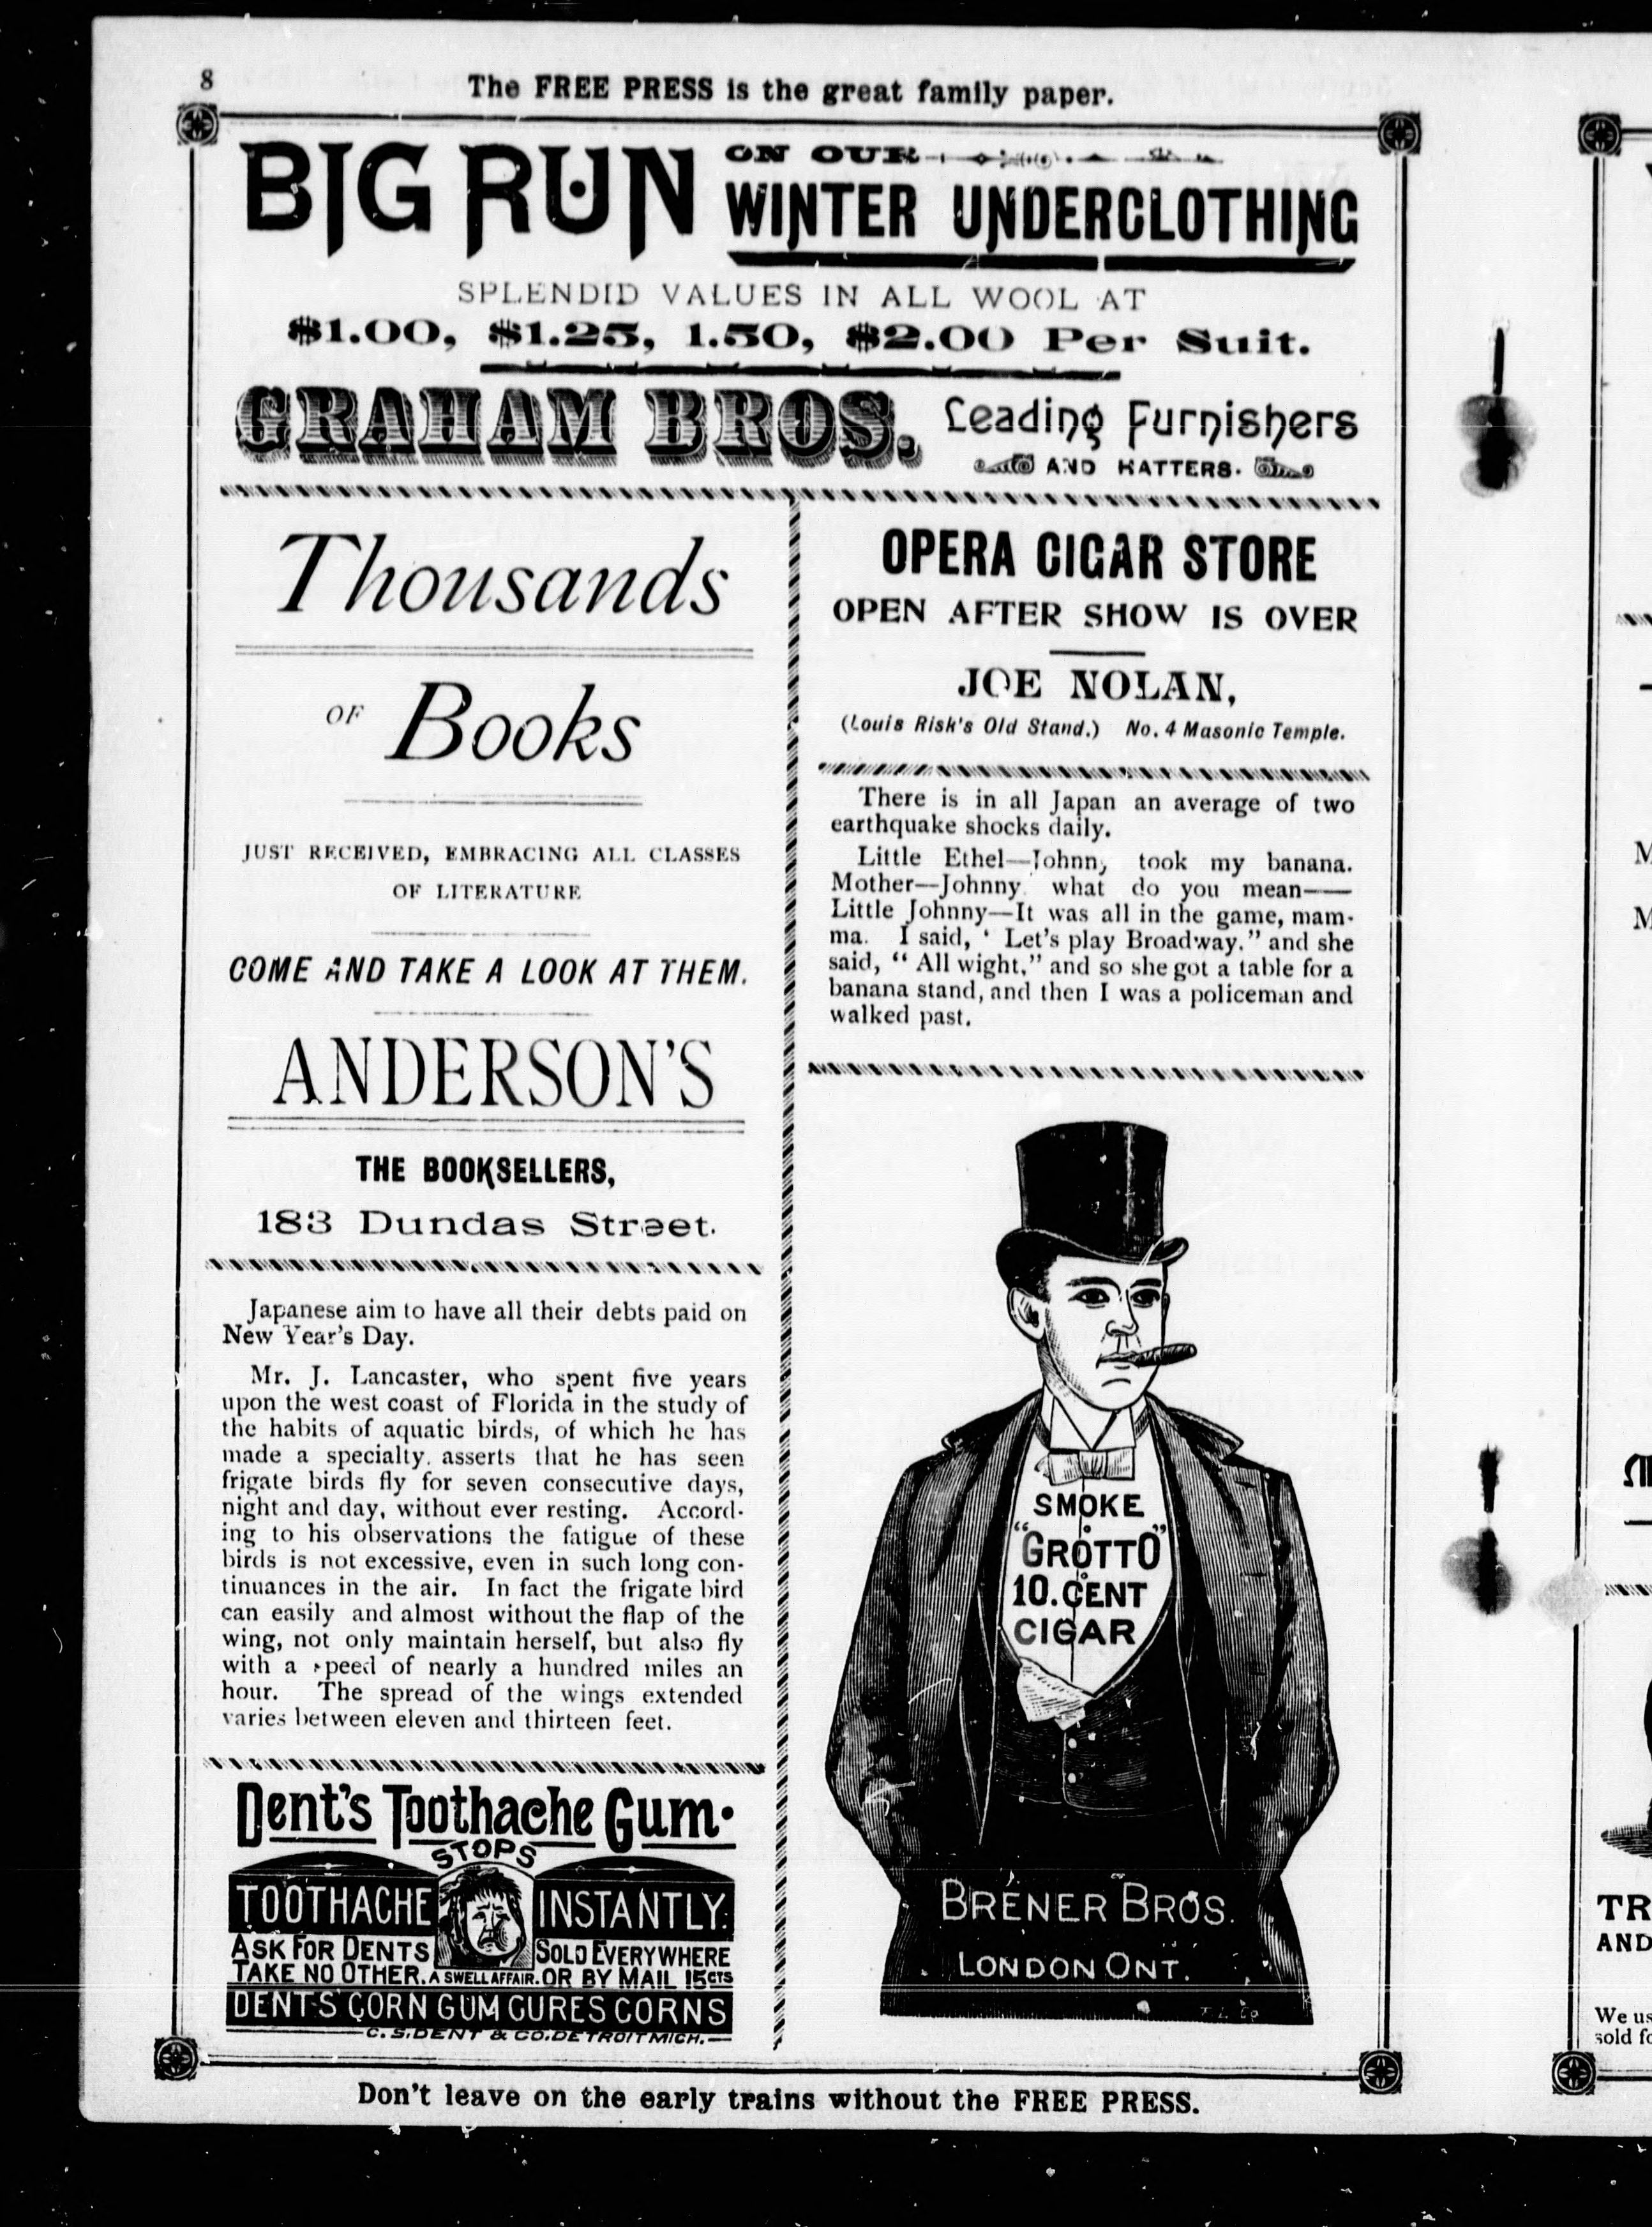 8
The FREE PRESS is the great family paper.
BIG RUN
ON OUR
WINTER UNDERCLOTHING
SPLENDID VALUES IN ALL WOOL AT
$1.00, $1.25, 1.50, $2.00 Per Suit.
GRAHAM BROS.
Leading Furnishers
AND HATTERS.
Thousands
OF Books
JUST RECEIVED, EMBRACING ALL CLASSES
OF LITERATURE
COME AND TAKE A LOOK AT THEM.
ANDERSON'S
THE BOOKSELLERS,
183 Dundas Street.
Japanese aim to have all their debts paid on
New Year's Day.
Mr. J. Lancaster, who spent five years
upon the west coast of Florida in the study of
the habits of aquatic birds, of which he has
made a specialty. asserts that he has seen
frigate birds fly for seven consecutive days,
night and day, without ever resting. Accord-
ing to his observations the fatigue of these
birds is not excessive, even in such long con-
tinuances in the air. In fact the frigate bird
can easily and almost without the flap of the
wing, not only maintain herself, but also fly
with a speed of nearly a hundred miles an
hour. The spread of the wings extended
varies between eleven and thirteen feet.
Dent's Toothache Gum.
STOPS
TOOTHACHE INSTANTLY.
ASK FOR DENTS
TAKE NO OTHER.
A SWELL AFFAIR.
SOLD EVERYWHERE
OR BY MAIL 15CTS
DENTS CORN GUM CURES CORNS
C. S. DENT & CO. DETROIT MICH.
OPERA CIGAR STORE
OPEN AFTER SHOW IS OVER
JOE NOLAN,
(Louis Risk's Old Stand.) No. 4 Masonic Temple.
There is in all Japan an average of two
earthquake shocks daily.
Little Ethel—Johnny took my banana.
Mother—Johnny what do you mean——
Little Johnny—It was all in the game, mam-
ma. I said, ‘ Let's play Broadway." and she
said, "All wight," and so she got a table for a
banana stand, and then I was a policeman and
walked past.
SMOKE
"GROTTO"
10.CENT
CIGAR
BRENER BROS.
LONDON ONT.
Don't leave on the early trains without the FREE PRESS.
TR
AND
We us
sold fo